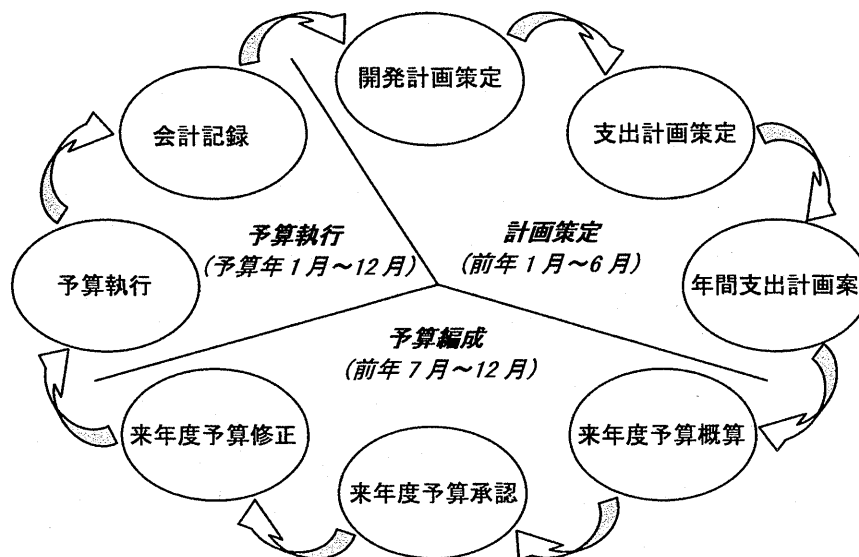 開発計画策定
会計記録
支出計画策定
予算執行
(予算年1月～12月)
計画策定
(前年1月～6月)
予算執行
年間支出計画案
予算編成
(前年7月～12月)
来年度予算修正
来年度予算概算
来年度予算承認